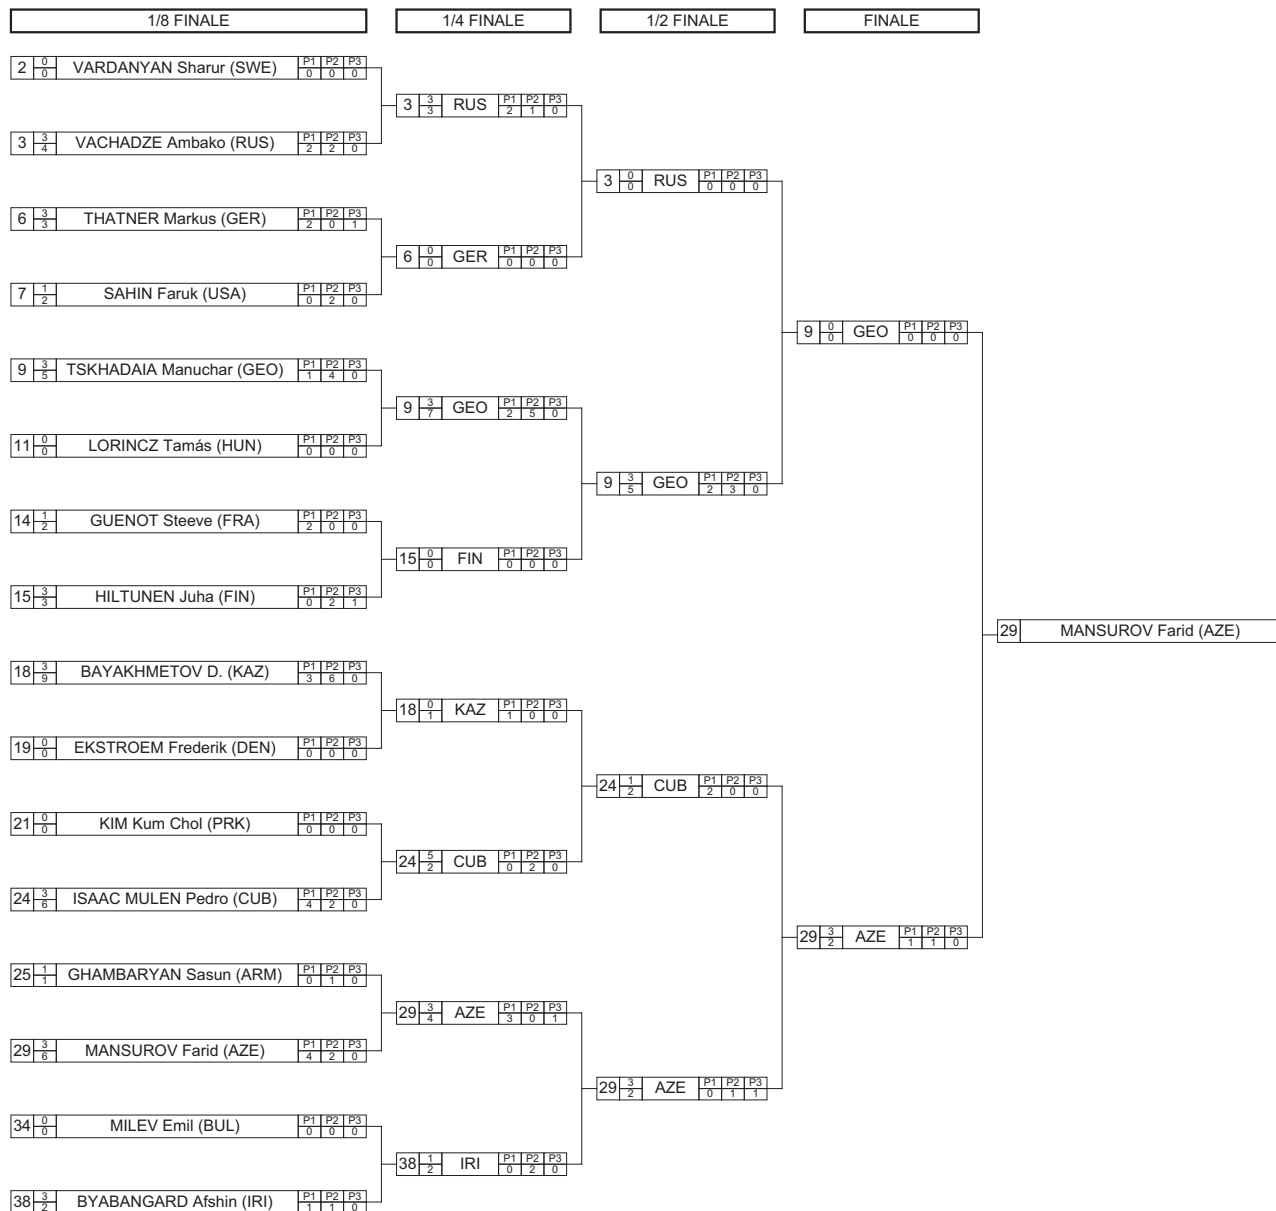 1/8 FINALE 1/4 FINALE 1/2 FINALE FINALE
2 0 0 VARDANYAN Sharur (SWE) P1 P2 P3 0 0 0
3 3 3 RUS P1 P2 P3 2 1 0
3 3 4 VACHADZE Ambako (RUS) P1 P2 P3 2 2 0
3 0 0 RUS P1 P2 P3 0 0 0
6 3 3 THATNER Markus (GER) P1 P2 P3 2 0 1
6 0 0 GER P1 P2 P3 0 0 0
7 1 2 SAHIN Faruk (USA) P1 P2 P3 0 2 0
9 0 0 GEO P1 P2 P3 0 0 0
9 3 5 TSKHADAIA Manuchar (GEO) P1 P2 P3 1 4 0
9 3 7 GEO P1 P2 P3 2 5 0
11 0 0 LORINCZ Tamás (HUN) P1 P2 P3 0 0 0
9 3 5 GEO P1 P2 P3 2 3 0
14 1 2 GUENOT Steeve (FRA) P1 P2 P3 2 0 0
15 0 0 FIN P1 P2 P3 0 0 0
15 3 3 HILTUNEN Juha (FIN) P1 P2 P3 0 2 1
29 MANSUROV Farid (AZE)
18 3 9 BAYAKHMETOV D. (KAZ) P1 P2 P3 3 6 0
18 0 1 KAZ P1 P2 P3 1 0 0
19 0 0 EKSTROEM Frederik (DEN) P1 P2 P3 0 0 0
24 1 2 CUB P1 P2 P3 2 0 0
21 0 0 KIM Kum Chol (PRK) P1 P2 P3 0 0 0
24 5 2 CUB P1 P2 P3 0 2 0
24 3 6 ISAAC MULEN Pedro (CUB) P1 P2 P3 4 2 0
29 3 2 AZE P1 P2 P3 1 1 0
25 1 1 GHAMBARYAN Sasun (ARM) P1 P2 P3 0 1 0
29 3 4 AZE P1 P2 P3 3 0 1
29 3 6 MANSUROV Farid (AZE) P1 P2 P3 4 2 0
29 3 2 AZE P1 P2 P3 0 1 1
34 0 0 MILEV Emil (BUL) P1 P2 P3 0 0 0
38 1 2 IRI P1 P2 P3 0 2 0
38 3 2 BYABANGARD Afshin (IRI) P1 P2 P3 1 1 0